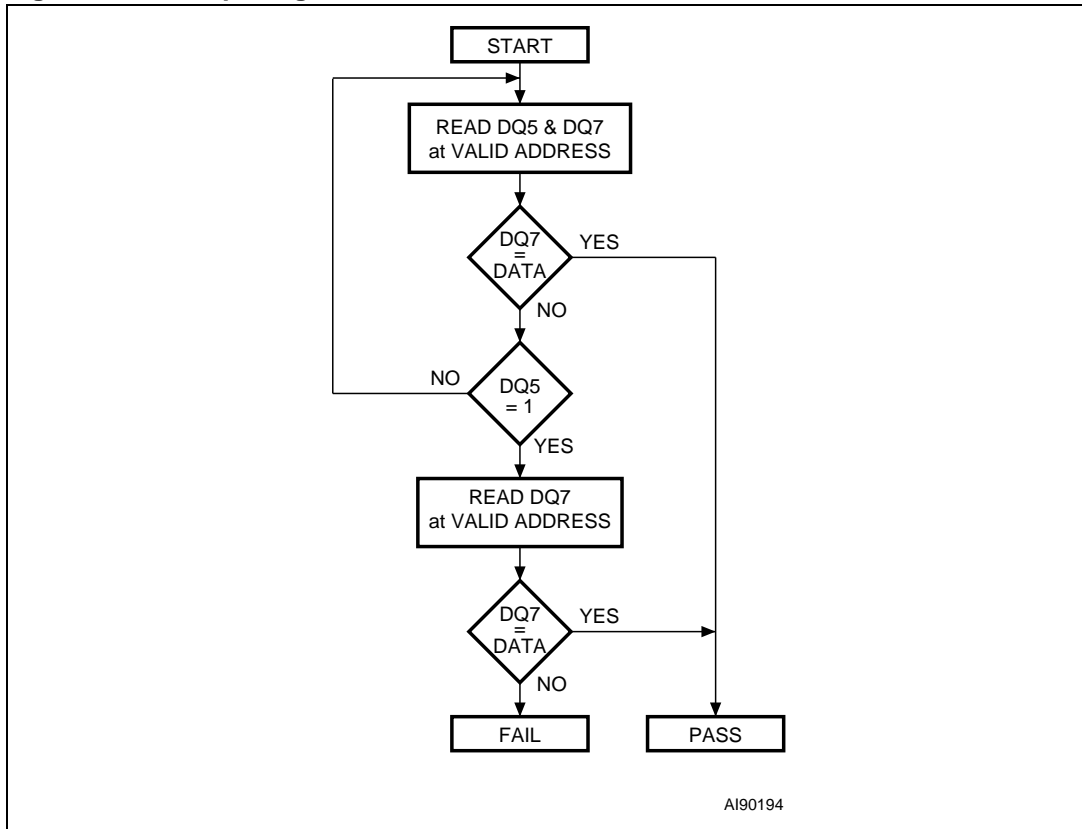 START
READ DQ5 & DQ7
at VALID ADDRESS
DQ7
=
DATA
YES
NO
DQ5
= 1
NO
YES
READ DQ7
at VALID ADDRESS
DQ7
=
DATA
YES
NO
FAIL
PASS
AI90194